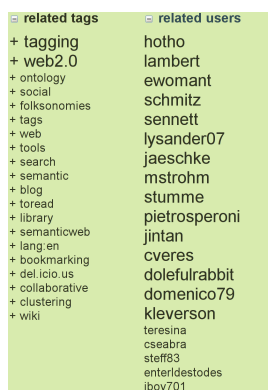 related tags
+ tagging
+ web2.0
+ ontology
+ social
+ folksonomies
+ tags
+ web
+ tools
+ search
+ semantic
+ blog
+ toread
+ library
+ semanticweb
+ lang:en
+ bookmarking
+ del.icio.us
+ collaborative
+ clustering
+ wiki
related users
hotho
lambert
ewomant
schmitz
sennett
lysander07
jaeschke
mstrohm
stumme
pietrosperoni
jintan
cveres
dolefulrabbit
domenico79
kleverson
teresina
cseabra
steff83
enterldestodes
jboy701